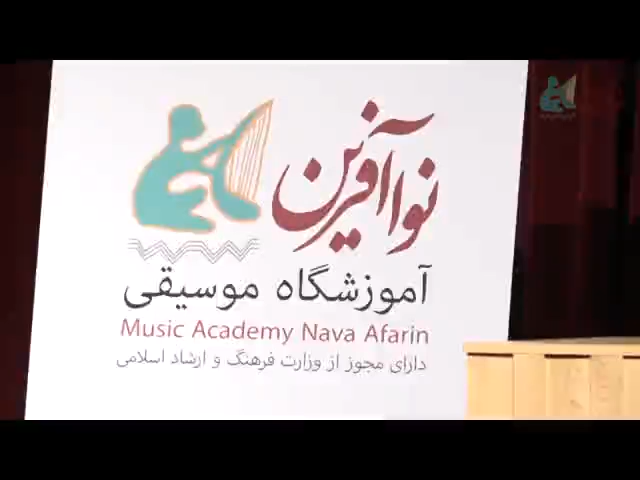 نوا آفرین
آموزشگاه موسیقی
Music Academy Nava Afarin
دارای مجوز از وزارت فرهنگ و ارشاد اسلامی